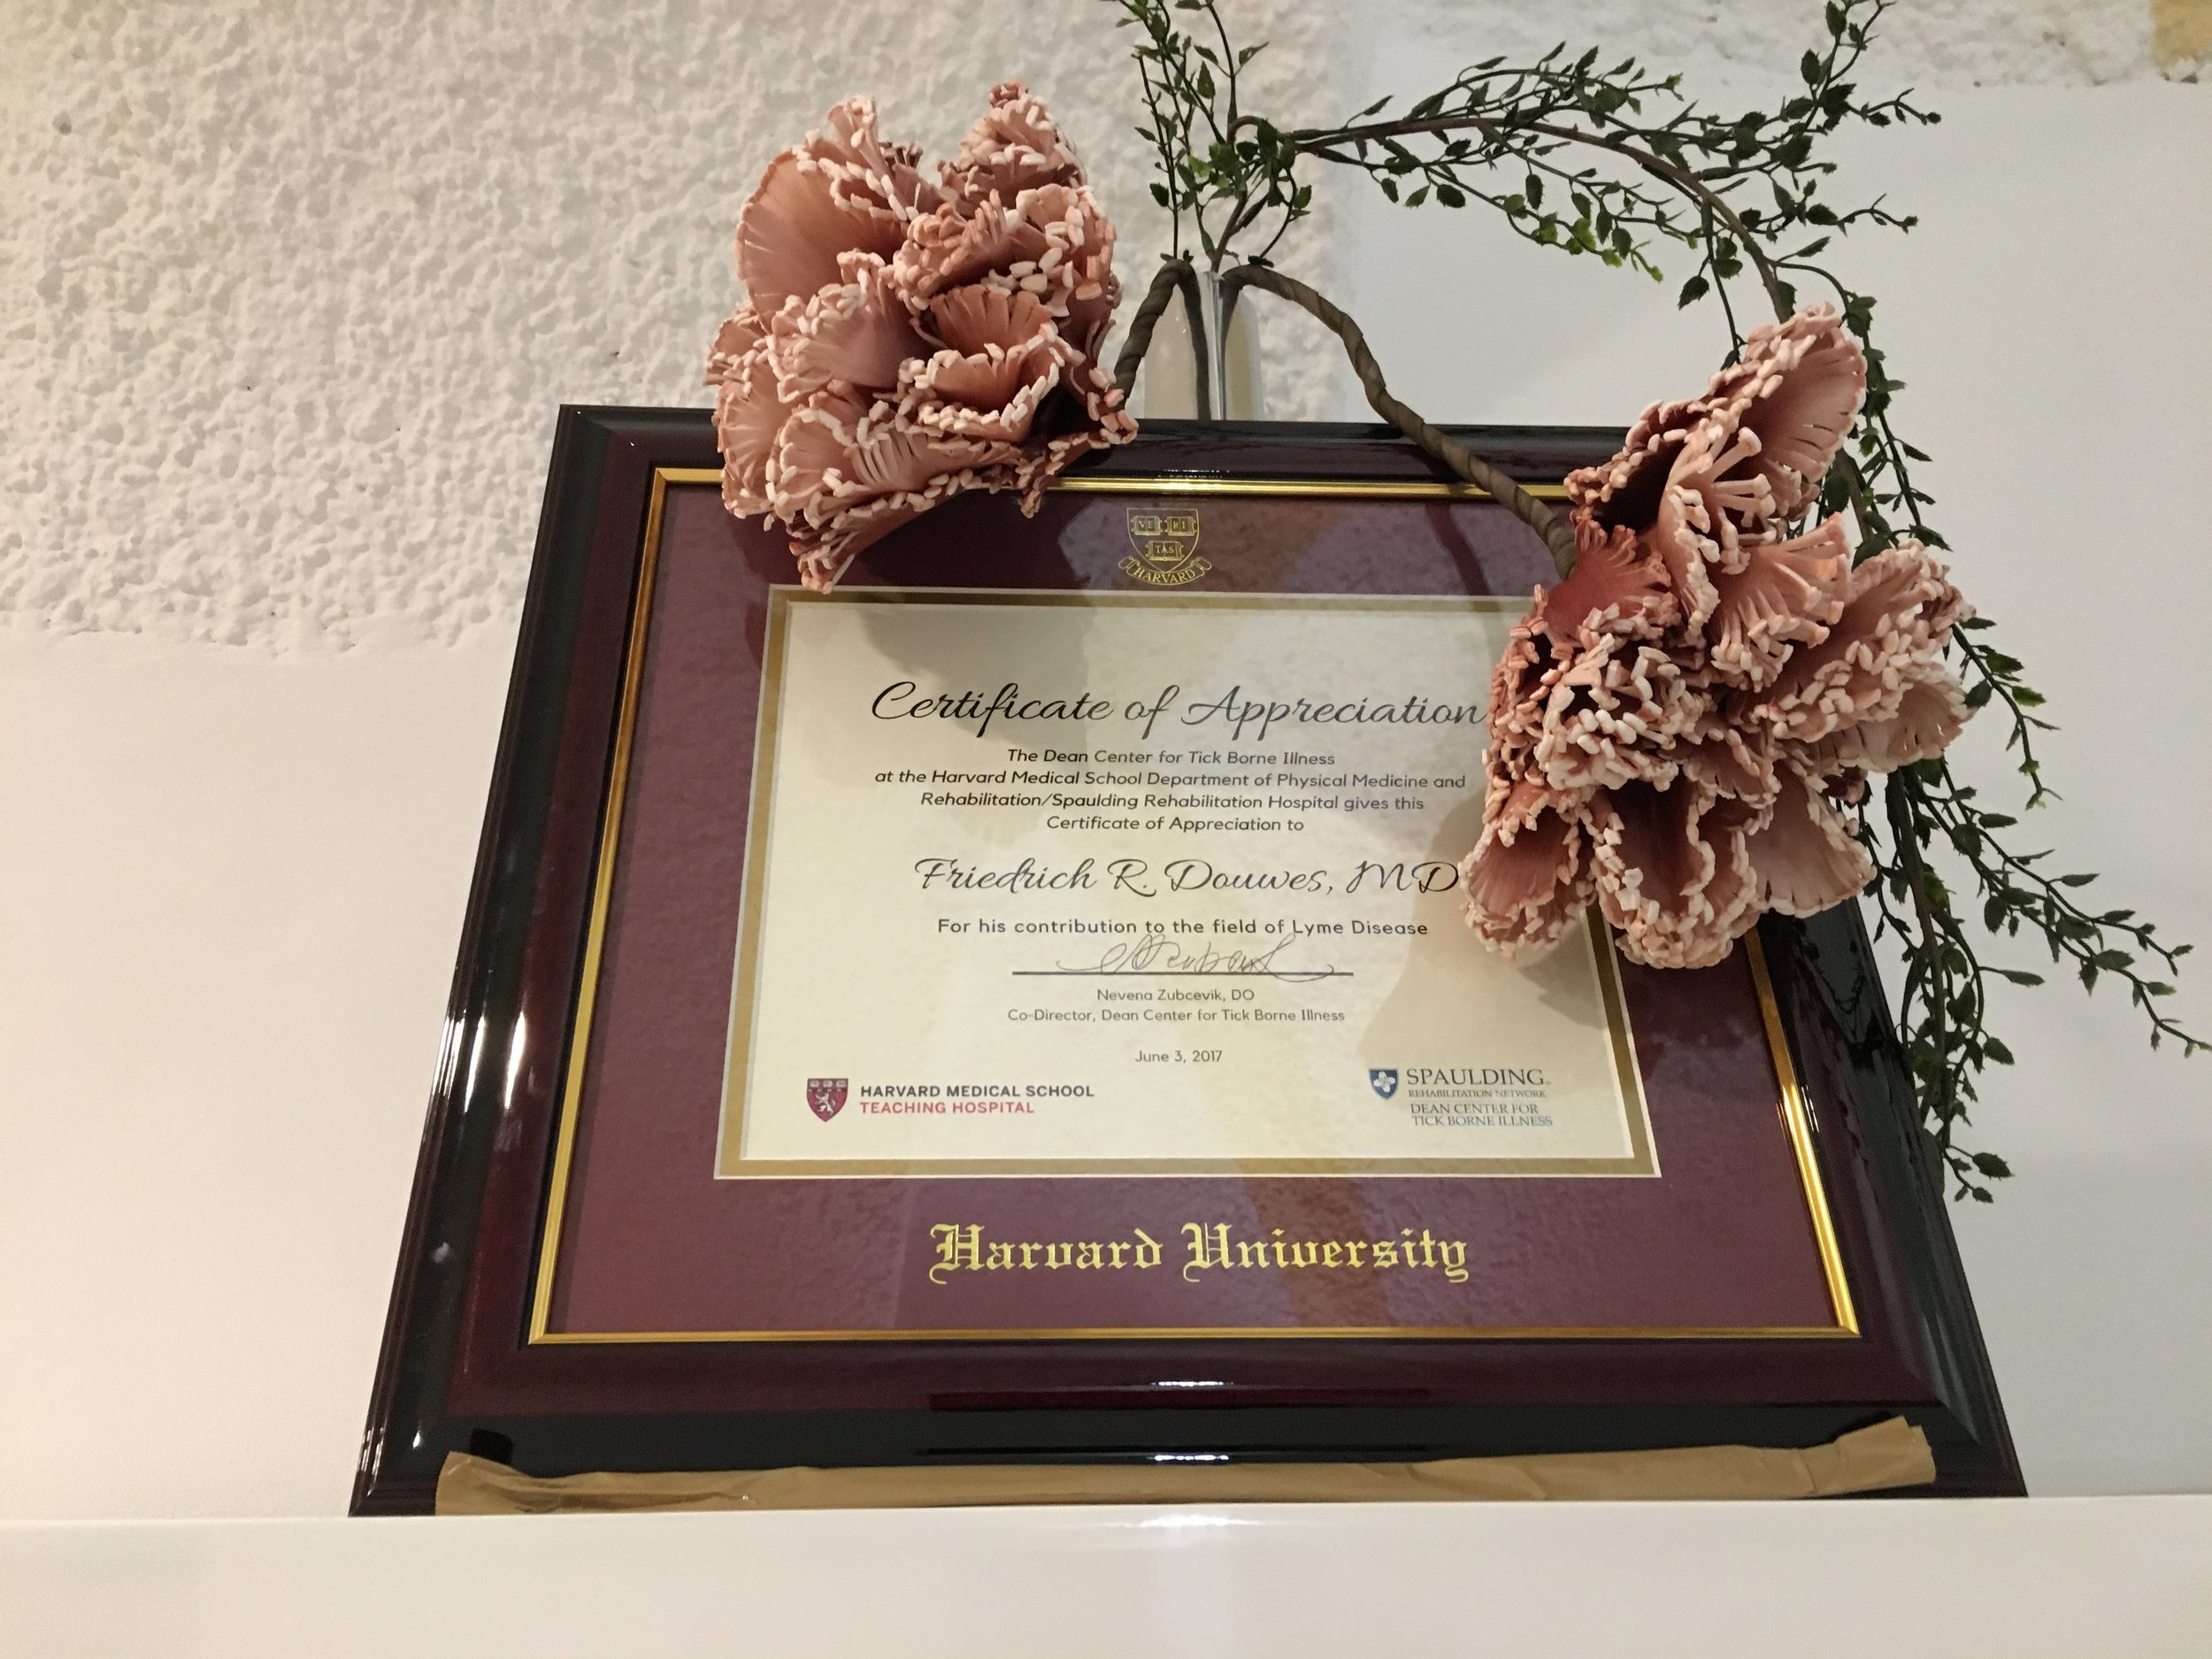 VE RI
TAS
HARVARD
Certificate of Appreciation
The Dean Center for Tick Borne Illness
at the Harvard Medical School Department of Physical Medicine and
Rehabilitation/Spaulding Rehabilitation Hospital gives this
Certificate of Appreciation to
Friedrich R. Douwes, MD
For his contribution to the field of Lyme Disease
Nevena Zubcevik, DO
Co-Director, Dean Center for Tick Borne Illness
June 3, 2017
HARVARD MEDICAL SCHOOL
TEACHING HOSPITAL
SPAULDING
REHABILITATION NETWORK
DEAN CENTER FOR
TICK BORNE ILLNESS
Harvard University